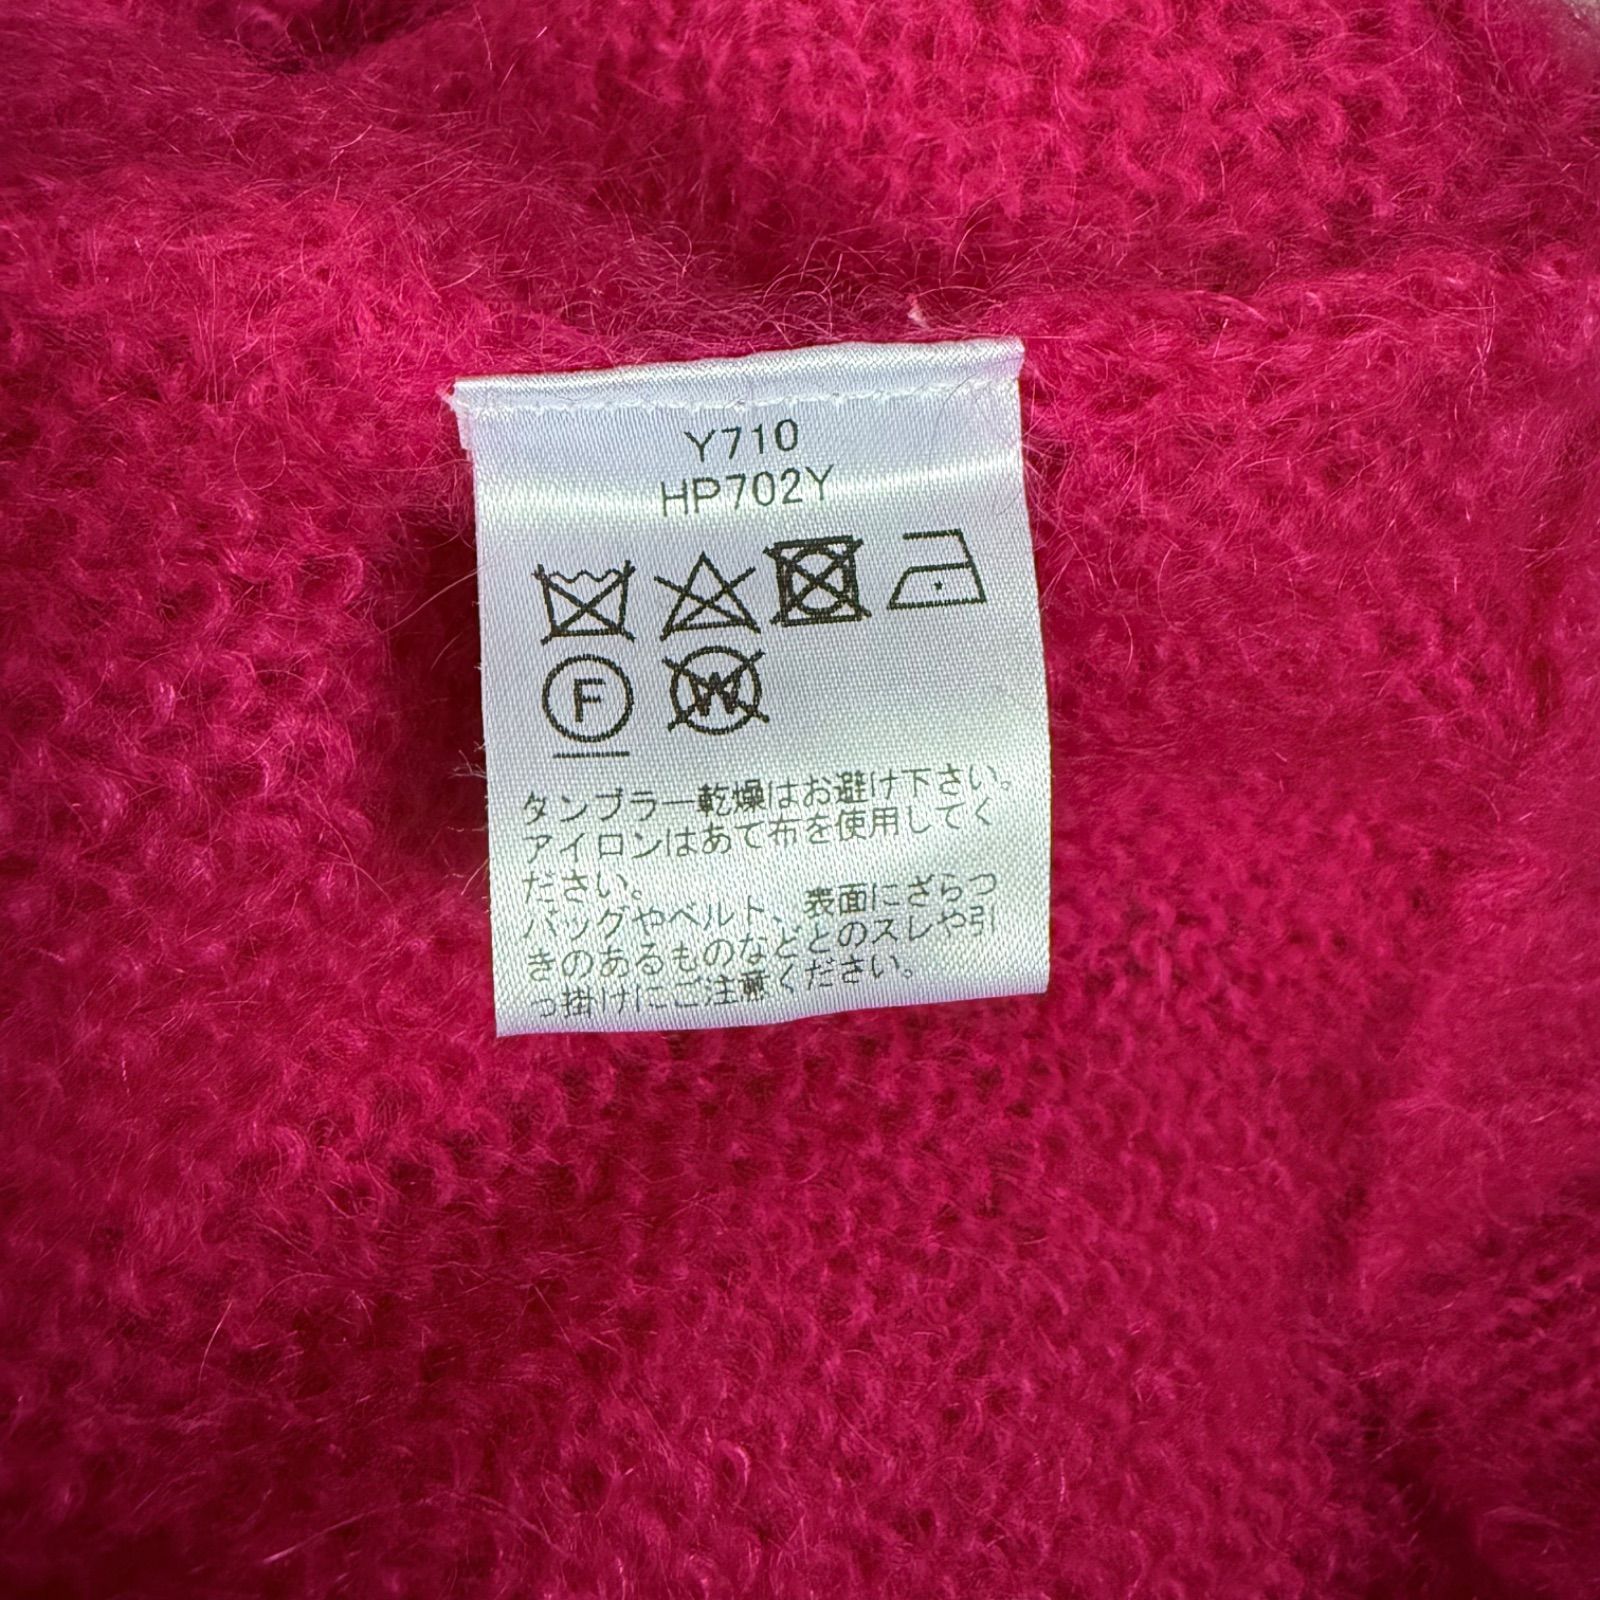 Y710
HP702Y
F
W
タンブラー乾燥はお避け下さい。
アイロンはあて布を使用してく
ださい。
バッグやベルト、表面にざらつ
きのあるものなどとのスレや引
っ掛けにご注意ください。